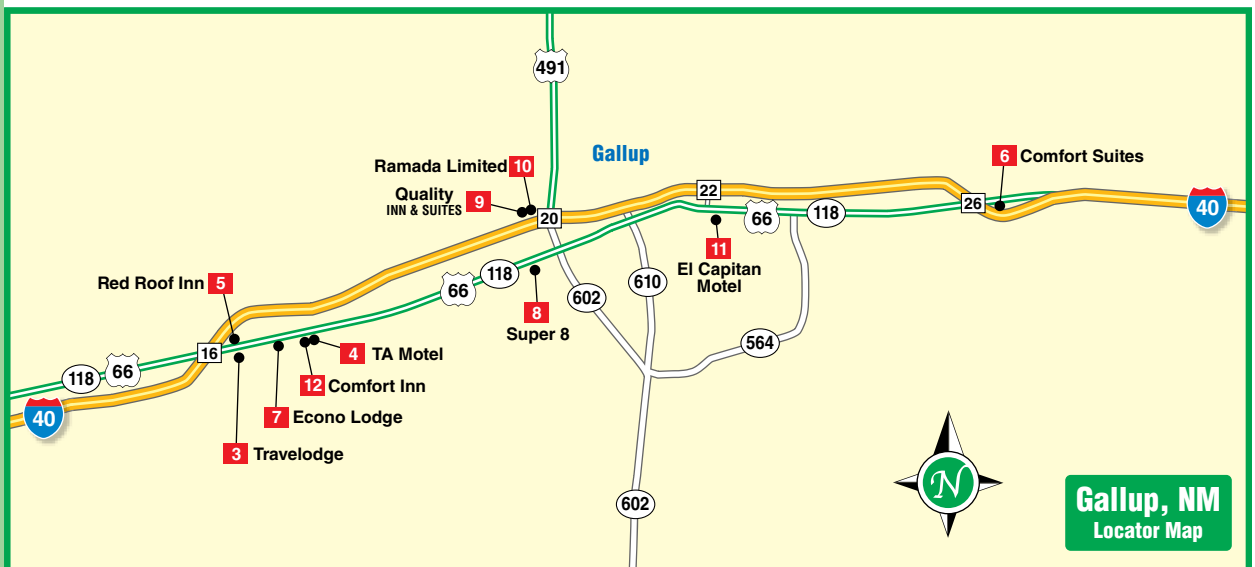 491
Gallup
Ramada Limited 10
Quality 9
INN & SUITES
20
22
6 Comfort Suites
26
40
66
118
11
El Capitan
Motel
Red Roof Inn 5
118
66
602
610
8
Super 8
16
4 TA Motel
564
118
66
12 Comfort Inn
40
7 Econo Lodge
3 Travelodge
602
N
Gallup, NM
Locator Map